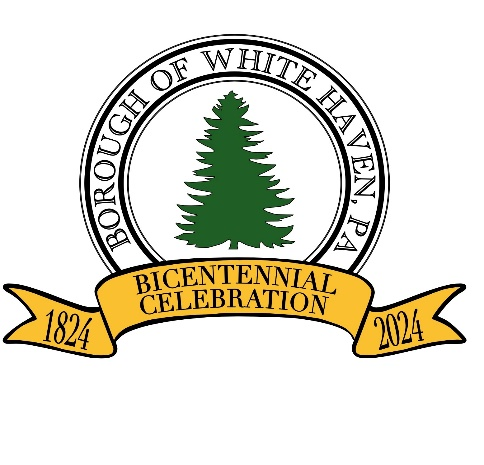 BOROUGH OF WHITE HAVEN, PA
BICENTENNIAL
CELEBRATION
1824
2024